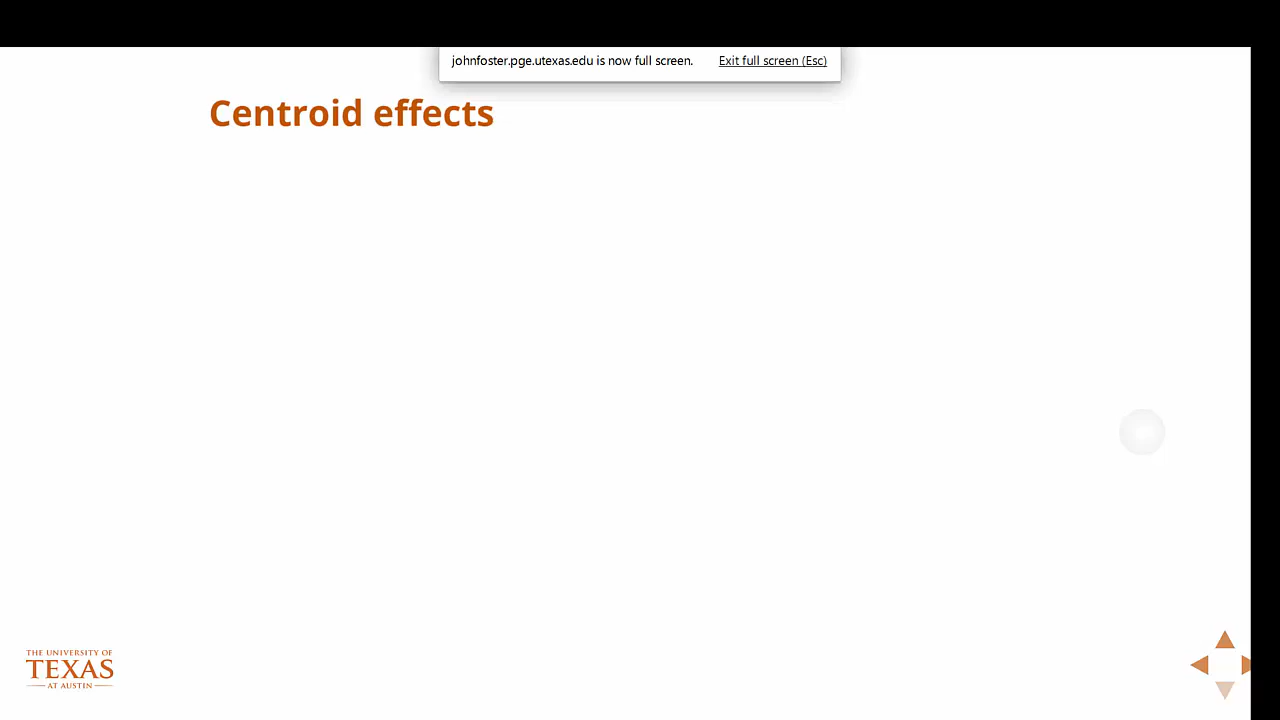 johnfoster.pge.utexas.edu is now full screen. Exit full screen (Esc)
Centroid effects
THE UNIVERSITY OF
TEXAS
AT AUSTIN